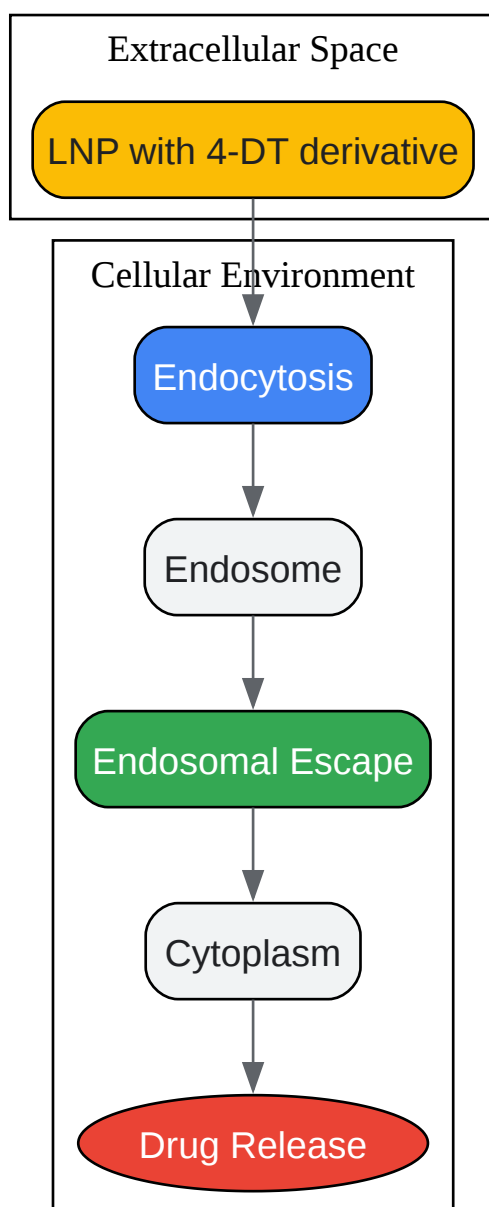 Extracellular Space
LNP with 4-DT derivative
Cellular Environment
Endocytosis
Endosome
Endosomal Escape
Cytoplasm
Drug Release